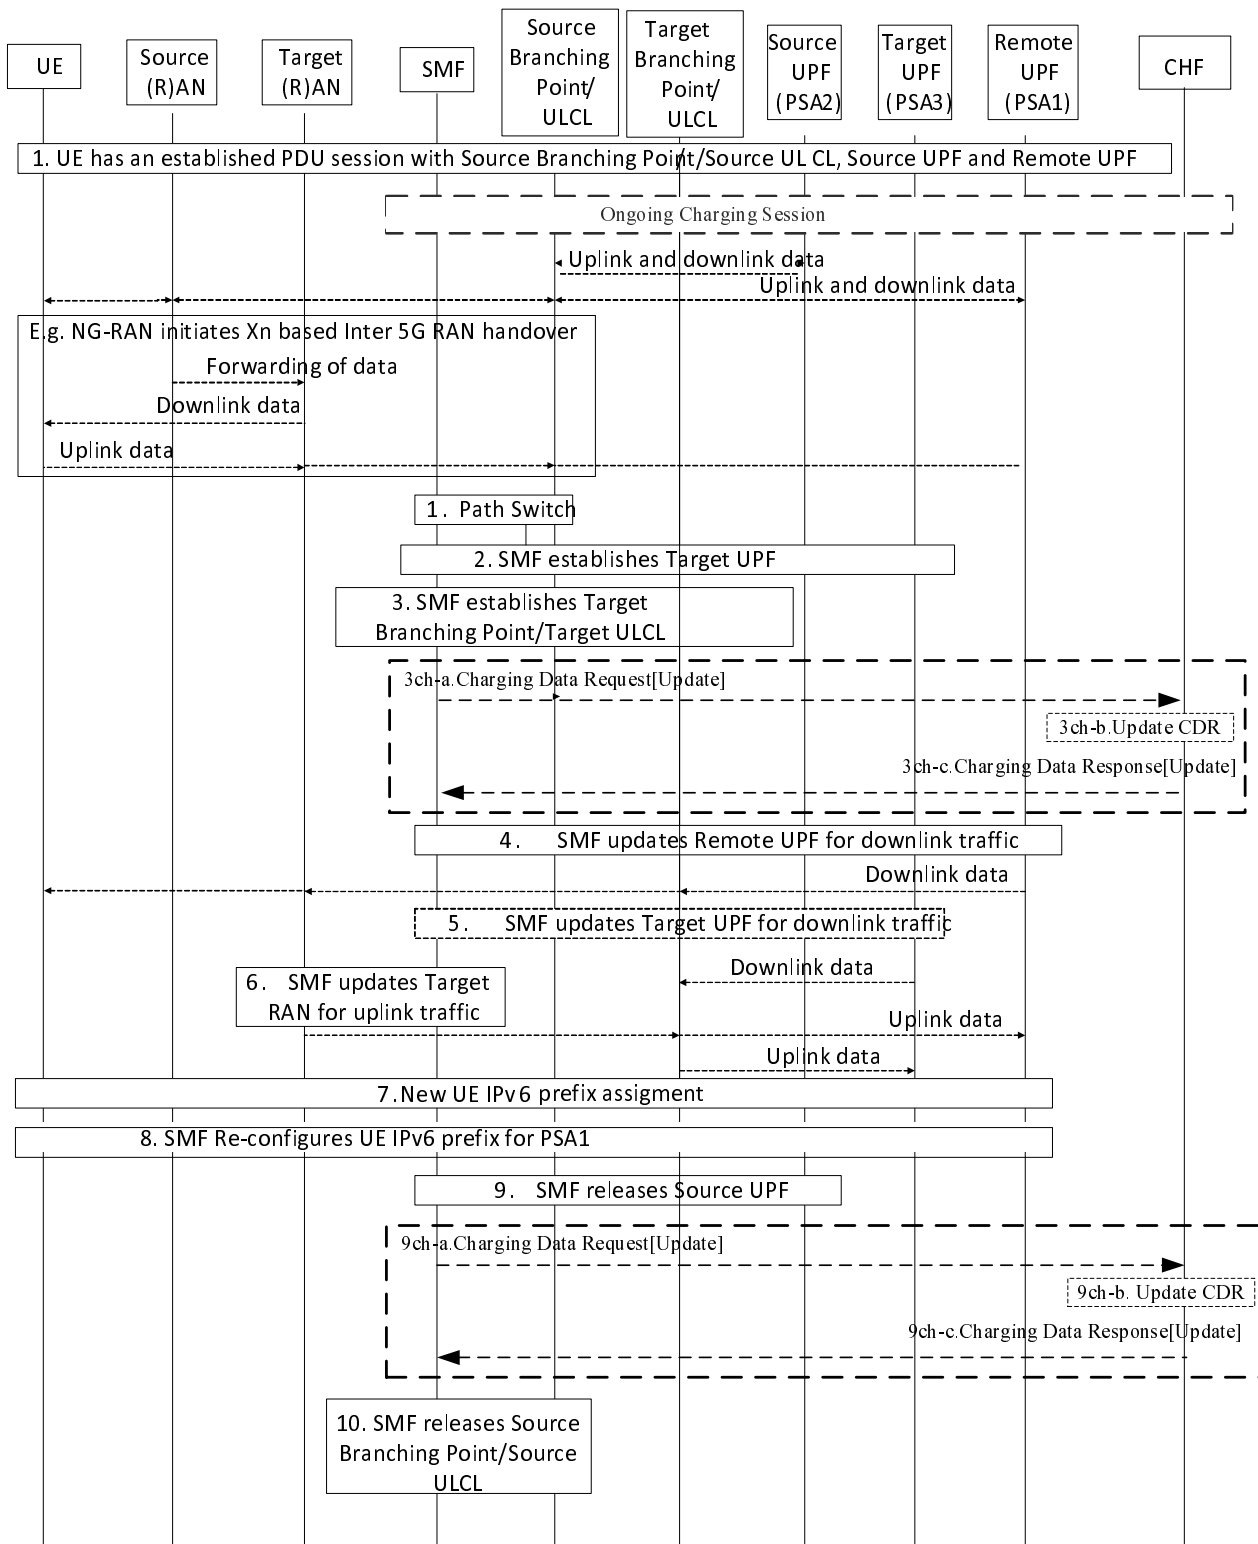 UE
Source
(R)AN
Target
(R)AN
SMF
Source
Branching
Point/
ULCL
Target
Branching
Point/
ULCL
Source
UPF
(PSA2)
Target
UPF
(PSA3)
Remote
UPF
(PSA1)
CHF
1. UE has an established PDU session with Source Branching Point/Source UL CL, Source UPF and Remote UPF
Ongoing Charging Session
Uplink and downlink data
Uplink and downlink data
E.g. NG-RAN initiates Xn based Inter 5G RAN handover
Forwarding of data
Downlink data
Uplink data
1. Path Switch
2. SMF establishes Target UPF
3. SMF establishes Target
Branching Point/Target ULCL
3ch-a.Charging Data Request[Update]
3ch-b.Update CDR
3ch-c.Charging Data Response[Update]
4. SMF updates Remote UPF for downlink traffic
Downlink data
5. SMF updates Target UPF for downlink traffic
Downlink data
6. SMF updates Target
RAN for uplink traffic
Uplink data
Uplink data
7.New UE IPv6 prefix assigment
8. SMF Re-configures UE IPv6 prefix for PSA1
9. SMF releases Source UPF
9ch-a.Charging Data Request[Update]
9ch-b. Update CDR
9ch-c.Charging Data Response[Update]
10. SMF releases Source
Branching Point/Source
ULCL